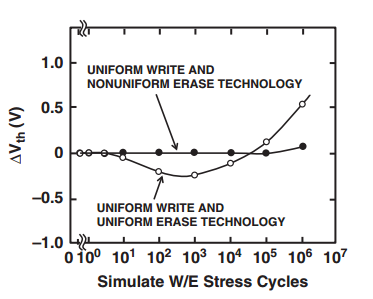 1.0
UNIFORM WRITE AND
NONUNIFORM ERASE TECHNOLOGY
0.5
ΔVth (V)
0
−0.5
UNIFORM WRITE AND
UNIFORM ERASE TECHNOLOGY
−1.0
0 10⁰ 10¹ 10² 10³ 10⁴ 10⁵ 10⁶ 10⁷
Simulate W/E Stress Cycles